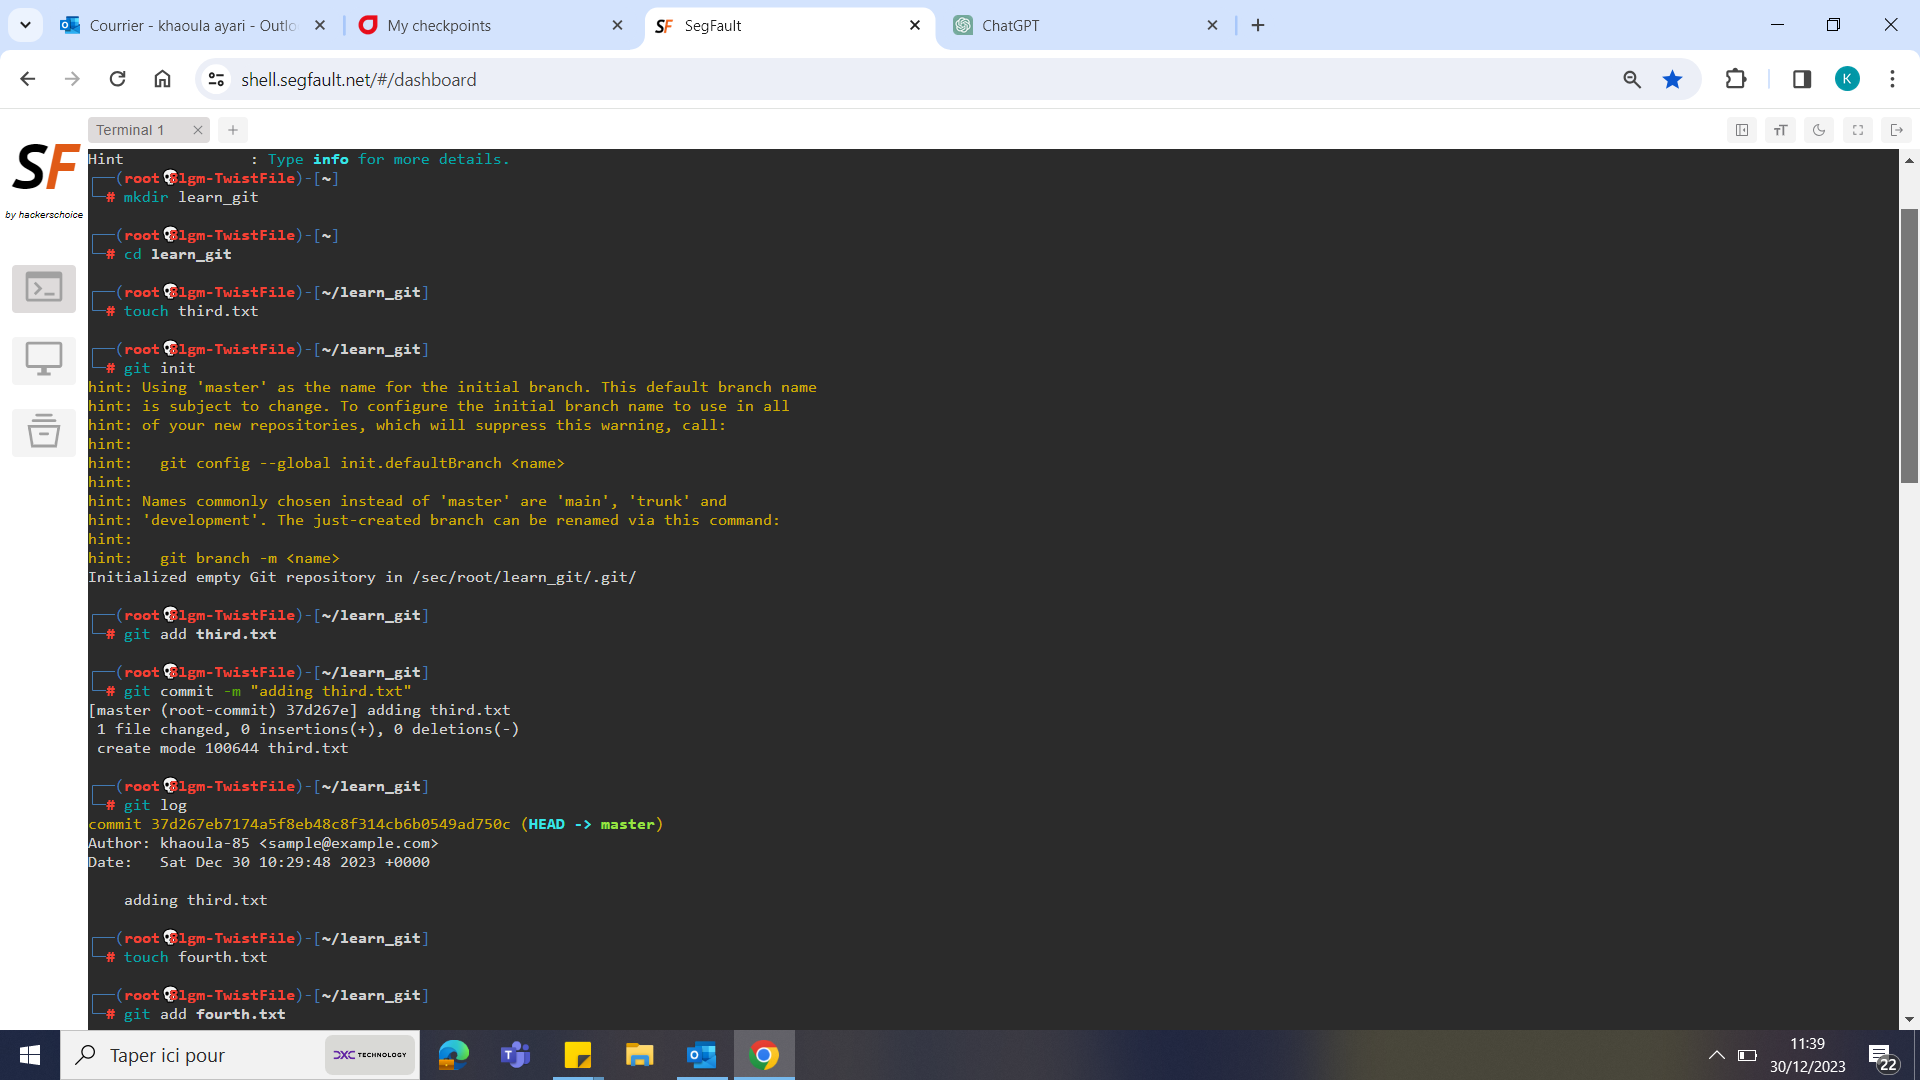 Courrier - khaoula ayari - Outlo
My checkpoints
SegFault
ChatGPT
shell.segfault.net/#/dashboard
K
SF
by hackerschoice
Terminal 1
Hint : Type info for more details.
(root💀8lgm-TwistFile)-[~]
# mkdir learn_git
(root💀8lgm-TwistFile)-[~]
# cd learn_git
(root💀8lgm-TwistFile)-[~/learn_git]
# touch third.txt
(root💀8lgm-TwistFile)-[~/learn_git]
# git init
hint: Using 'master' as the name for the initial branch. This default branch name
hint: is subject to change. To configure the initial branch name to use in all
hint: of your new repositories, which will suppress this warning, call:
hint:
hint:   git config --global init.defaultBranch <name>
hint:
hint: Names commonly chosen instead of 'master' are 'main', 'trunk' and
hint: 'development'. The just-created branch can be renamed via this command:
hint:
hint:   git branch -m <name>
Initialized empty Git repository in /sec/root/learn_git/.git/
(root💀8lgm-TwistFile)-[~/learn_git]
# git add third.txt
(root💀8lgm-TwistFile)-[~/learn_git]
# git commit -m "adding third.txt"
[master (root-commit) 37d267e] adding third.txt
1 file changed, 0 insertions(+), 0 deletions(-)
create mode 100644 third.txt
(root💀8lgm-TwistFile)-[~/learn_git]
# git log
commit 37d267eb7174a5f8eb48c8f314cb6b0549ad750c (HEAD -> master)
Author: khaoula-85 <sample@example.com>
Date:   Sat Dec 30 10:29:48 2023 +0000
adding third.txt
(root💀8lgm-TwistFile)-[~/learn_git]
# touch fourth.txt
(root💀8lgm-TwistFile)-[~/learn_git]
# git add fourth.txt
Taper ici pour
DXC TECHNOLOGY
11:39
30/12/2023
22